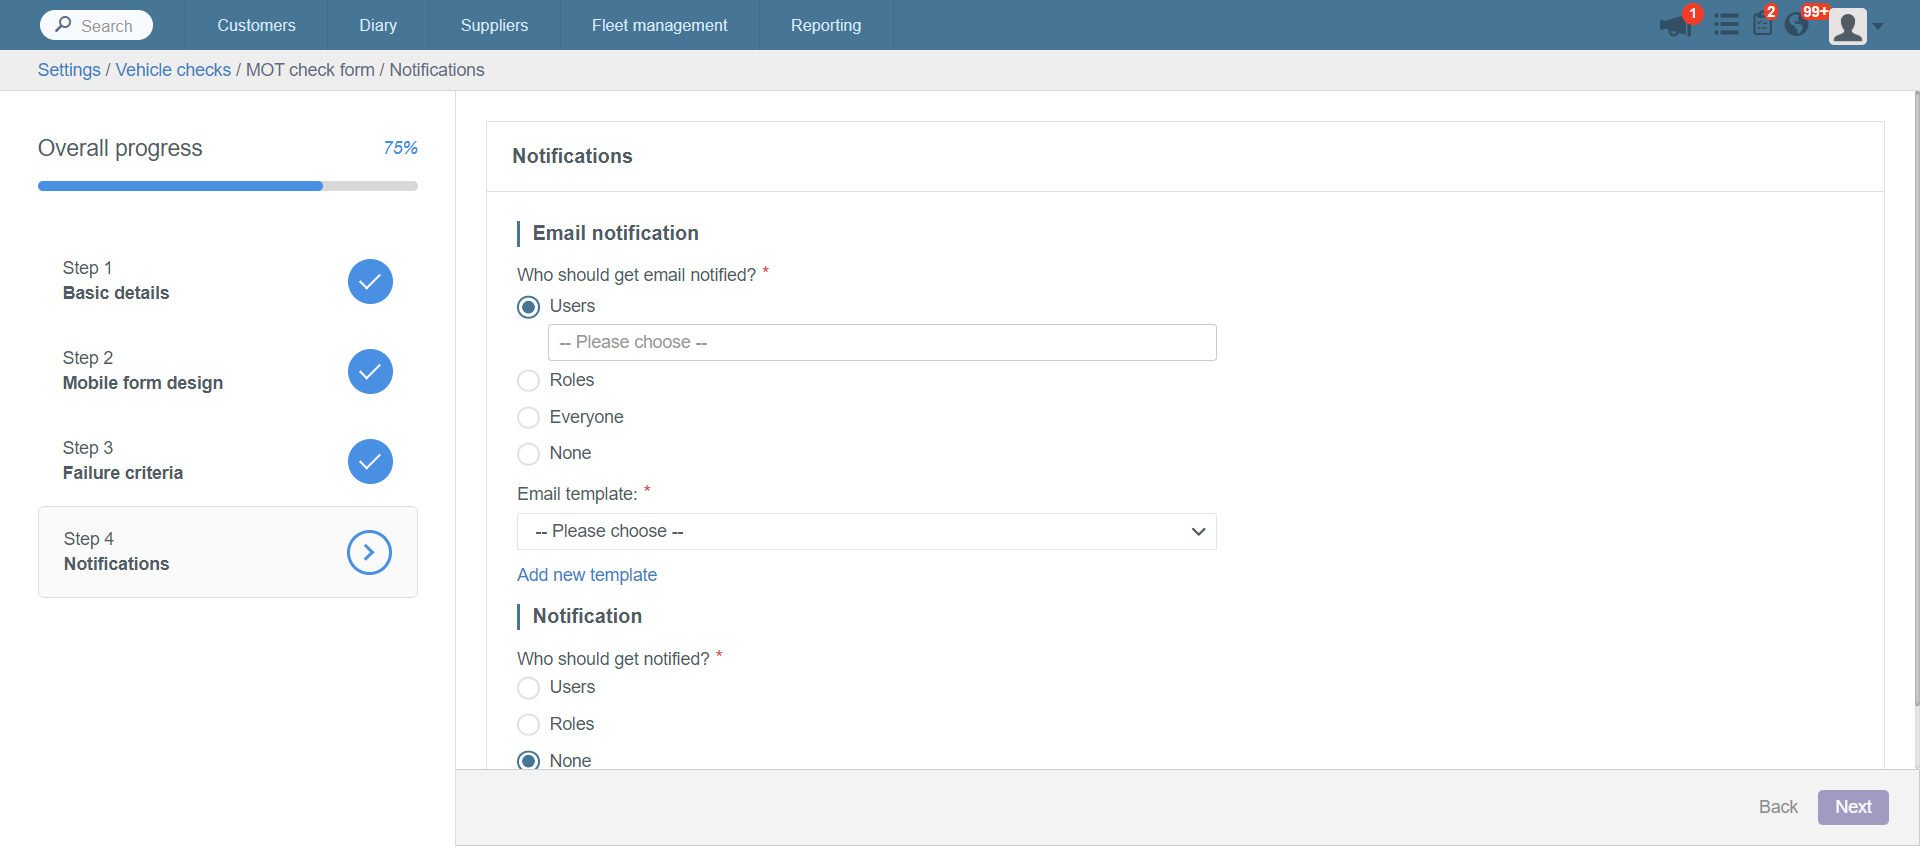 Search
Customers
Diary
Suppliers
Fleet management
Reporting
1
2
99+
Settings / Vehicle checks / MOT check form / Notifications
Overall progress
75%
Step 1
Basic details
Step 2
Mobile form design
Step 3
Failure criteria
Step 4
Notifications
Notifications
Email notification
Who should get email notified? *
Users
-- Please choose --
Roles
Everyone
None
Email template: *
-- Please choose --
Add new template
Notification
Who should get notified? *
Users
Roles
None
Back
Next